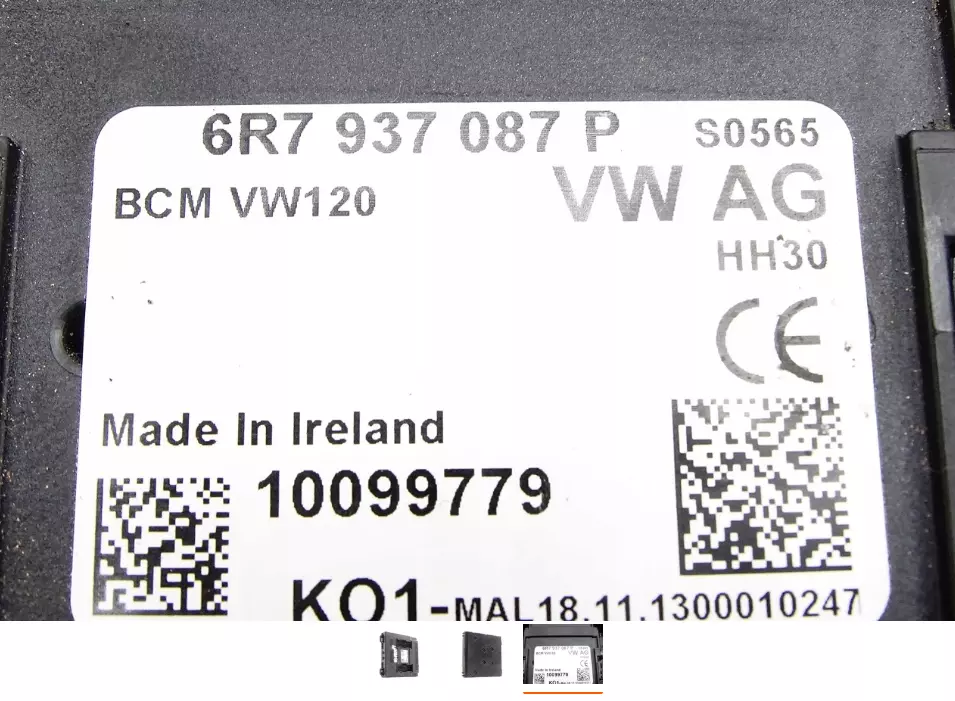 6R7 937 087 P S0565
BCM VW120 VW AG
HH30
CE
Made In Ireland
10099779
KO1-MAL18.11.1300010247